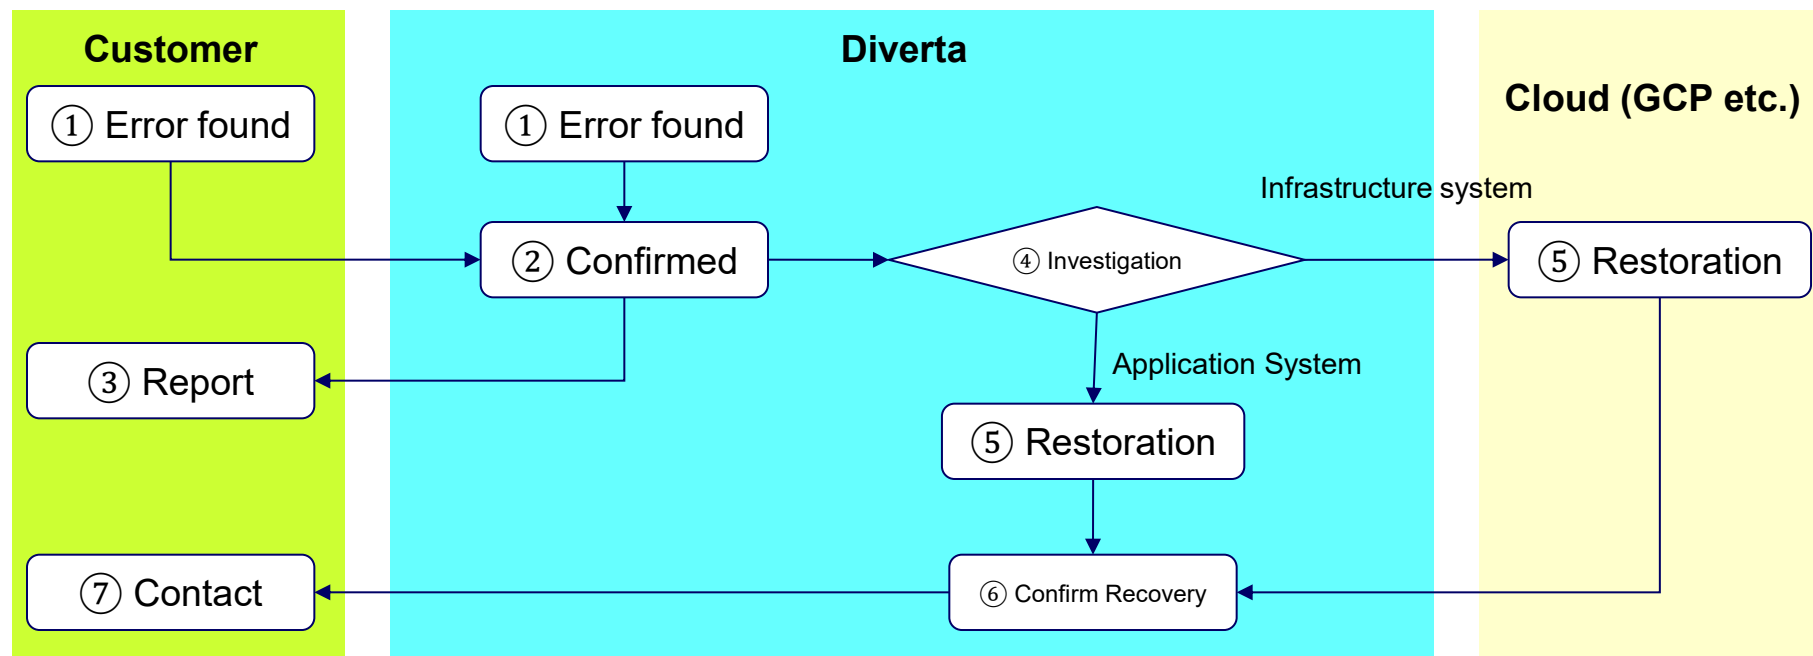 Customer
Diverta
Cloud (GCP etc.)
① Error found
① Error found
Infrastructure system
② Confirmed
④ Investigation
⑤ Restoration
③ Report
Application System
⑤ Restoration
⑦ Contact
⑥ Confirm Recovery